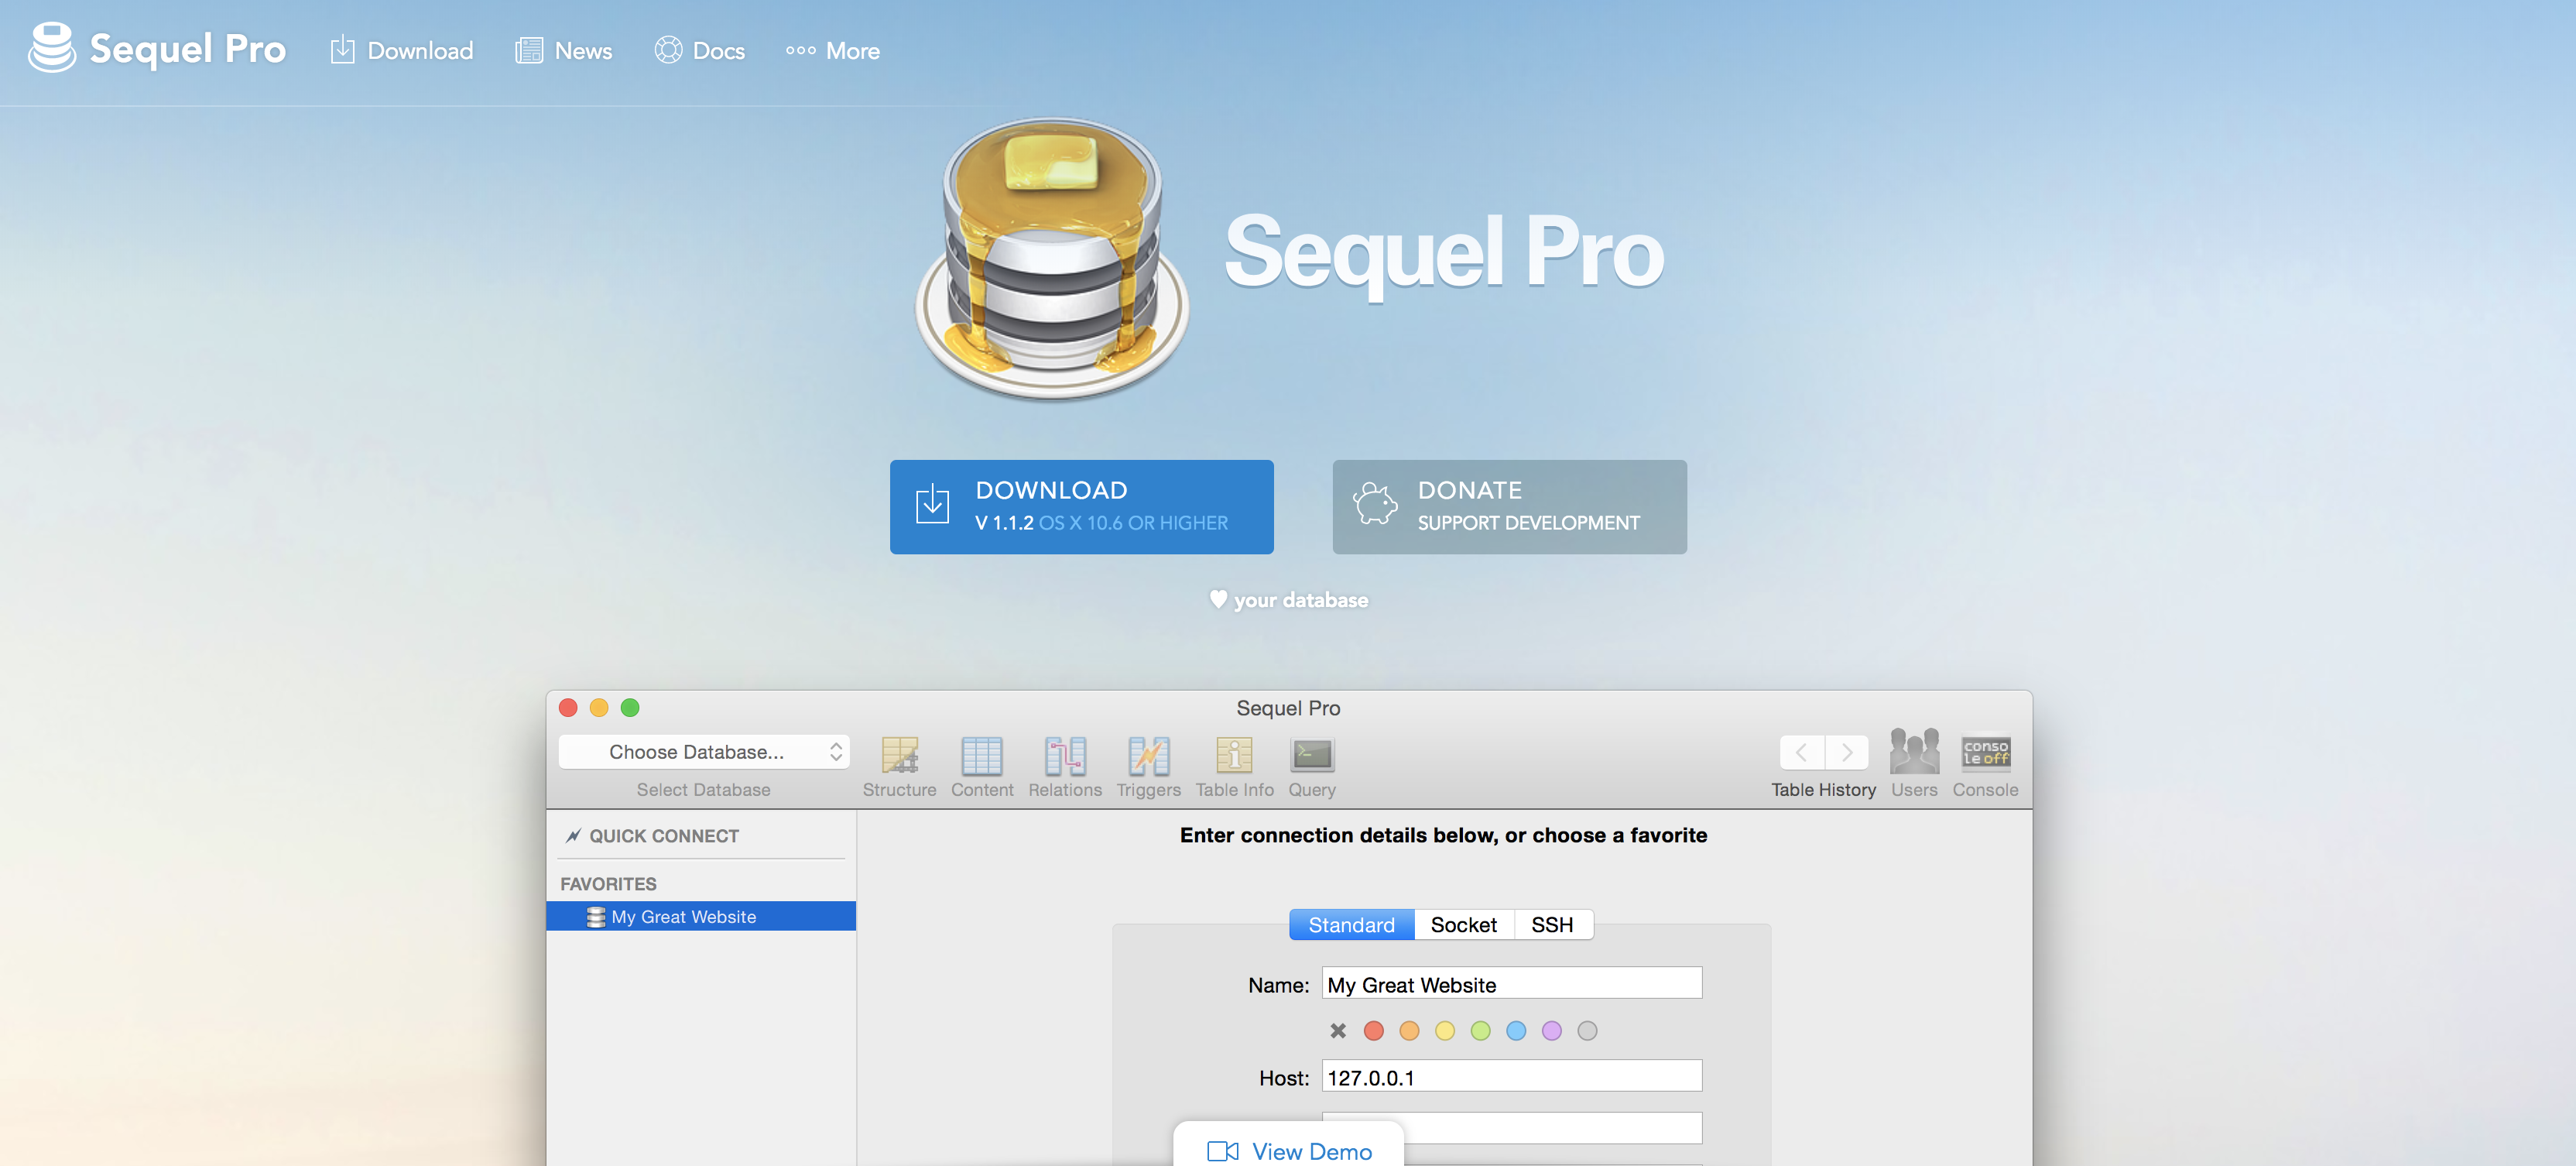 Sequel Pro
Download
News
Docs
More
Sequel Pro
DOWNLOAD
V 1.1.2 OS X 10.6 OR HIGHER
DONATE
SUPPORT DEVELOPMENT
♥ your database
Sequel Pro
Choose Database...
Select Database
Structure
Content
Relations
Triggers
Table Info
Query
Table History
Users
conso
le off
Console
QUICK CONNECT
FAVORITES
My Great Website
Enter connection details below, or choose a favorite
Standard
Socket
SSH
Name: My Great Website
Host: 127.0.0.1
View Demo